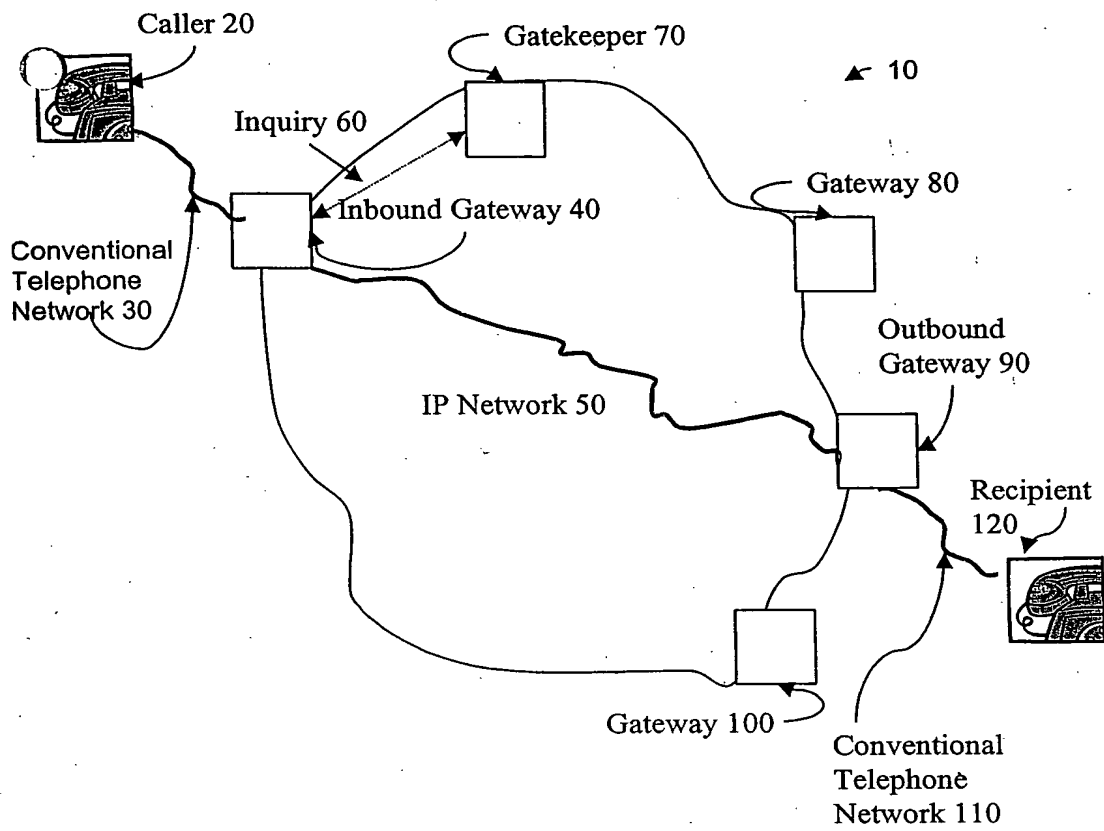 Caller 20
Gatekeeper 70
10
Inquiry 60
Gateway 80
Inbound Gateway 40
Conventional
Telephone
Network 30
Outbound
Gateway 90
IP Network 50
Recipient
120
Gateway 100
Conventional
Telephone
Network 110